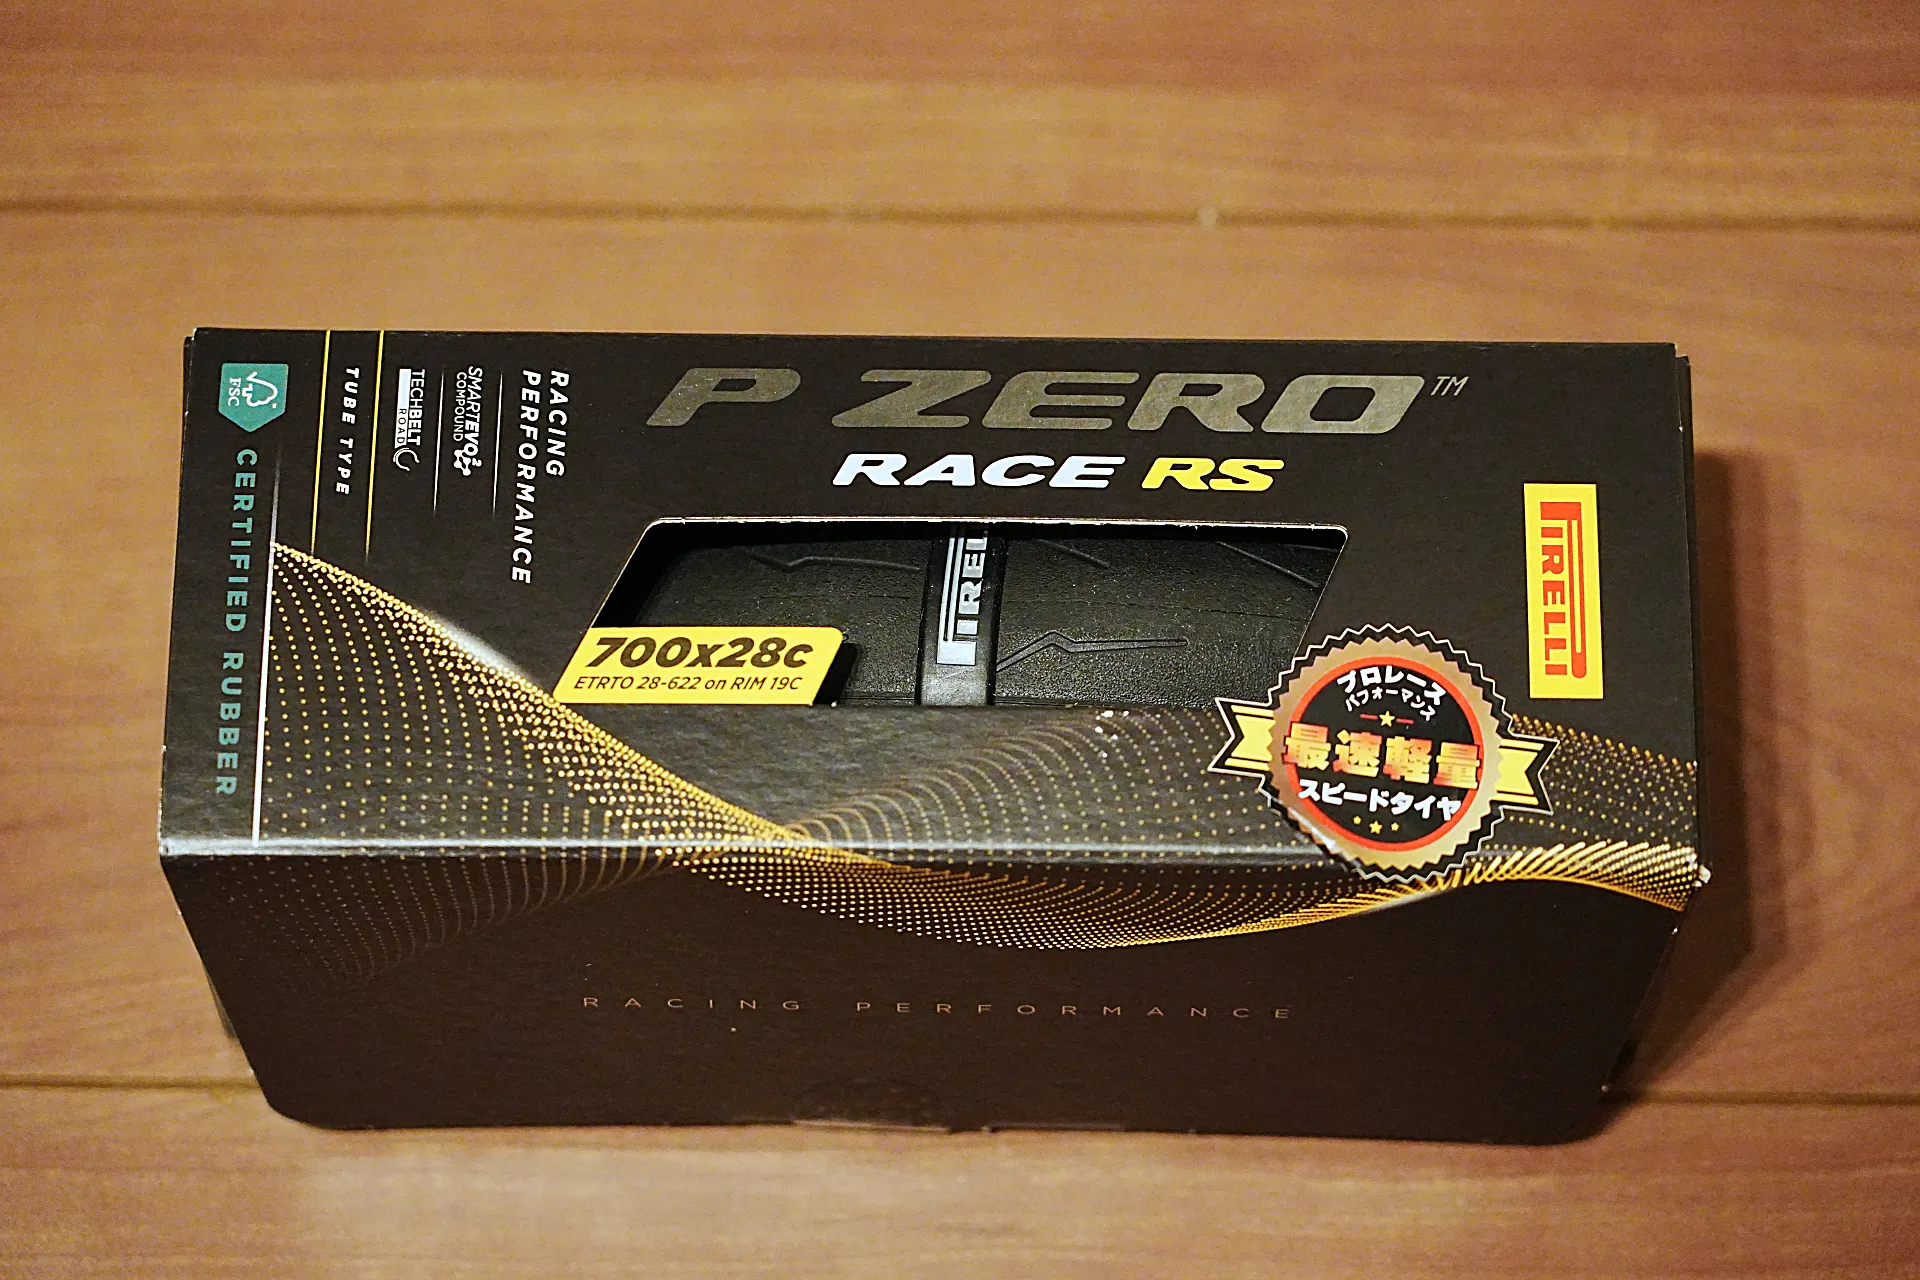 P ZERO™
RACE RS
RACING
PERFORMANCE
SMARTEVO²
COMPOUND
TECHBELT
ROAD
TUBE TYPE
FSC
CERTIFIED RUBBER
PIRELLI
700x28c
ETRTO 28-622 on RIM 19C
PIRELLI
プロレース
パフォーマンス
最速軽量
スピードタイヤ
RACING PERFORMANCE